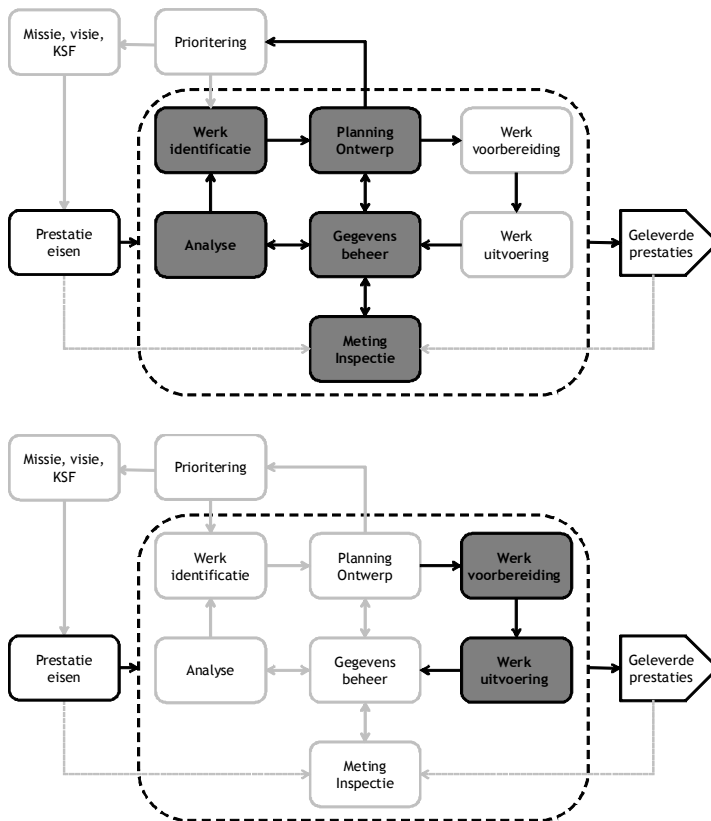 Missie, visie,
KSF
Prioritering
Werk
identificatie
Planning
Ontwerp
Werk
voorbereiding
Prestatie
eisen
Analyse
Gegevens
beheer
Werk
uitvoering
Geleverde
prestaties
Meting
Inspectie
Missie, visie,
KSF
Prioritering
Werk
identificatie
Planning
Ontwerp
Werk
voorbereiding
Prestatie
eisen
Analyse
Gegevens
beheer
Werk
uitvoering
Geleverde
prestaties
Meting
Inspectie